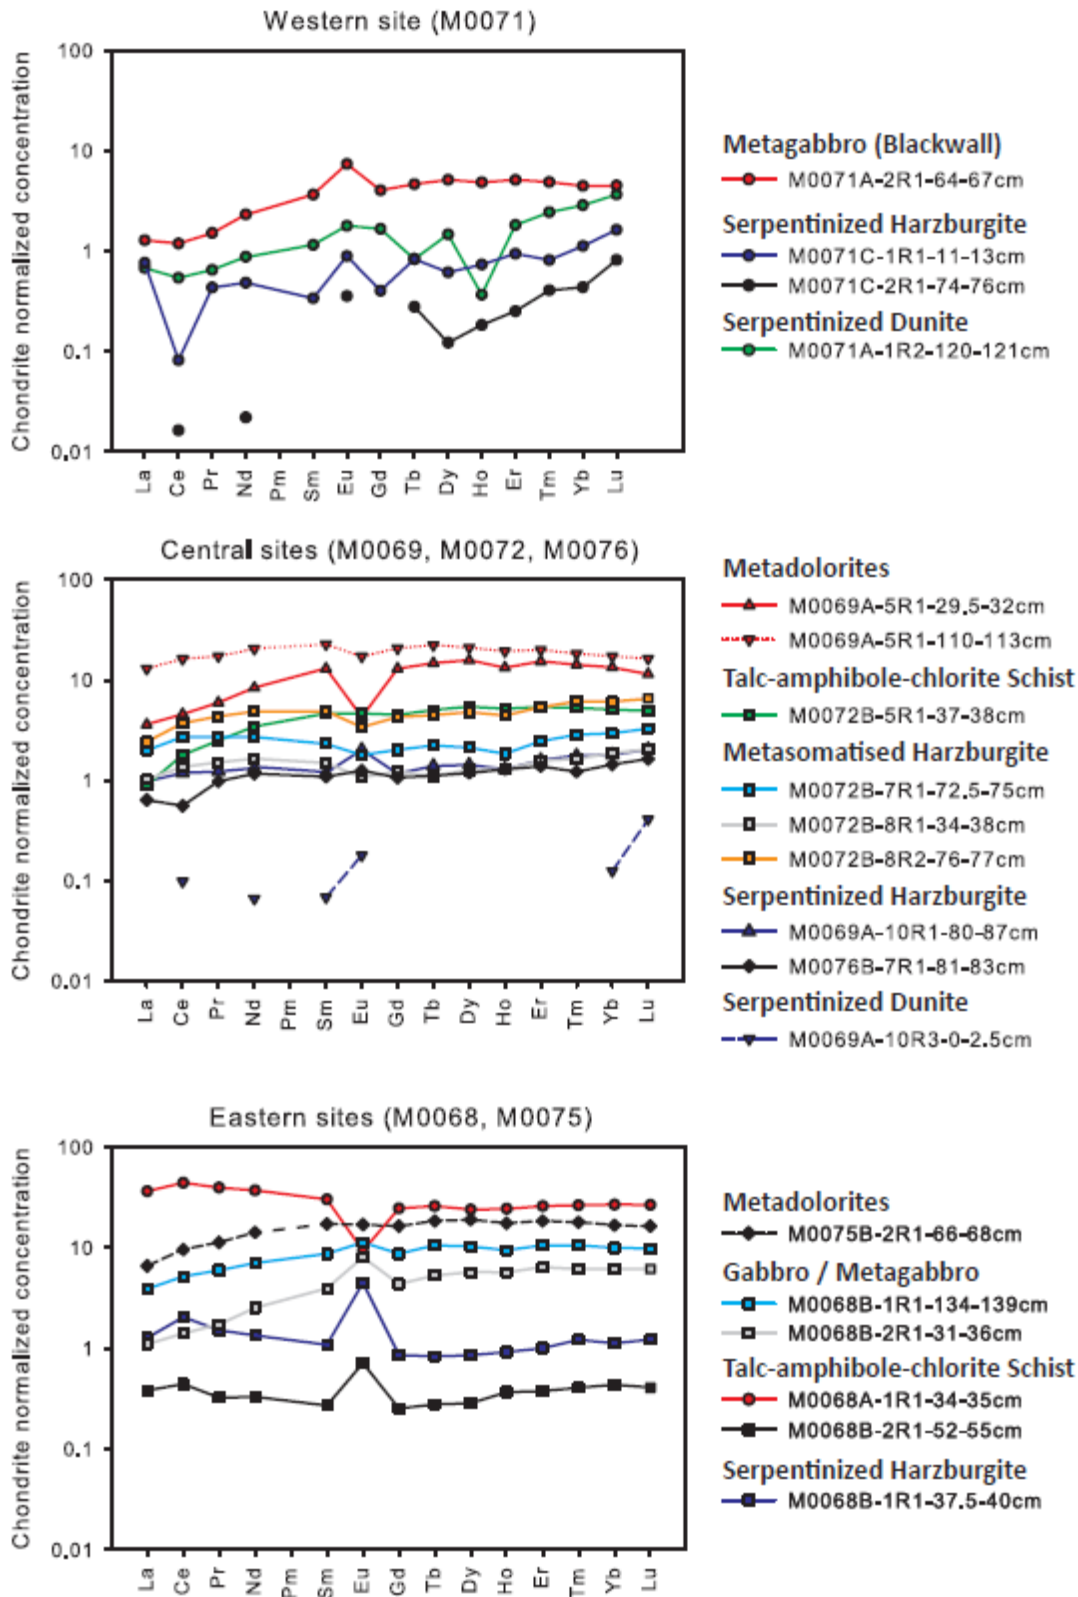 Western site (M0071)
Chondrite normalized concentration
100
10
1
0.1
0.01
La Ce Pr Nd Pm Sm Eu Gd Tb Dy Ho Er Tm Yb Lu
Metagabbro (Blackwall)
M0071A-2R1-64-67cm
Serpentinized Harzburgite
M0071C-1R1-11-13cm
M0071C-2R1-74-76cm
Serpentinized Dunite
M0071A-1R2-120-121cm
Central sites (M0069, M0072, M0076)
Chondrite normalized concentration
100
10
1
0.1
0.01
La Ce Pr Nd Pm Sm Eu Gd Tb Dy Ho Er Tm Yb Lu
Metadolorites
M0069A-5R1-29.5-32cm
M0069A-5R1-110-113cm
Talc-amphibole-chlorite Schist
M0072B-5R1-37-38cm
Metasomatised Harzburgite
M0072B-7R1-72.5-75cm
M0072B-8R1-34-38cm
M0072B-8R2-76-77cm
Serpentinized Harzburgite
M0069A-10R1-80-87cm
M0076B-7R1-81-83cm
Serpentinized Dunite
M0069A-10R3-0-2.5cm
Eastern sites (M0068, M0075)
Chondrite normalized concentration
100
10
1
0.1
0.01
La Ce Pr Nd Pm Sm Eu Gd Tb Dy Ho Er Tm Yb Lu
Metadolorites
M0075B-2R1-66-68cm
Gabbro / Metagabbro
M0068B-1R1-134-139cm
M0068B-2R1-31-36cm
Talc-amphibole-chlorite Schist
M0068A-1R1-34-35cm
M0068B-2R1-52-55cm
Serpentinized Harzburgite
M0068B-1R1-37.5-40cm